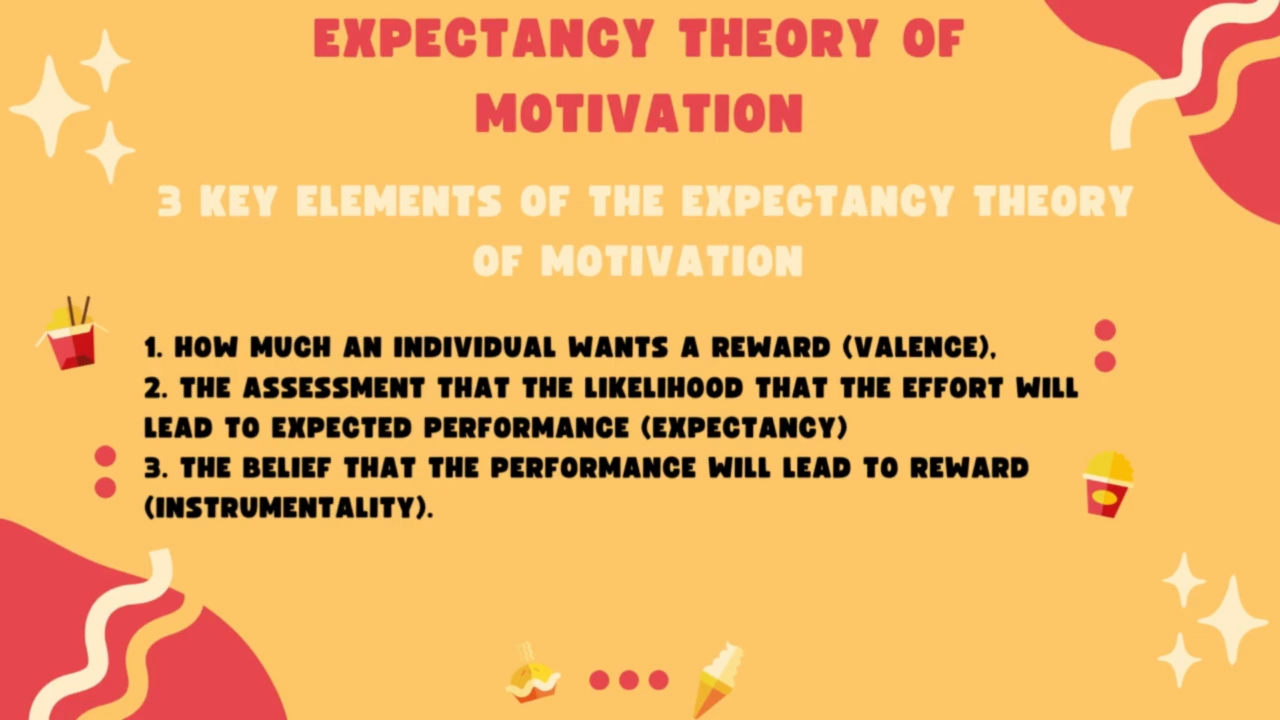 EXPECTANCY THEORY OF
MOTIVATION
3 KEY ELEMENTS OF THE EXPECTANCY THEORY
OF MOTIVATION
1. HOW MUCH AN INDIVIDUAL WANTS A REWARD (VALENCE),
2. THE ASSESSMENT THAT THE LIKELIHOOD THAT THE EFFORT WILL
LEAD TO EXPECTED PERFORMANCE (EXPECTANCY)
3. THE BELIEF THAT THE PERFORMANCE WILL LEAD TO REWARD
(INSTRUMENTALITY).